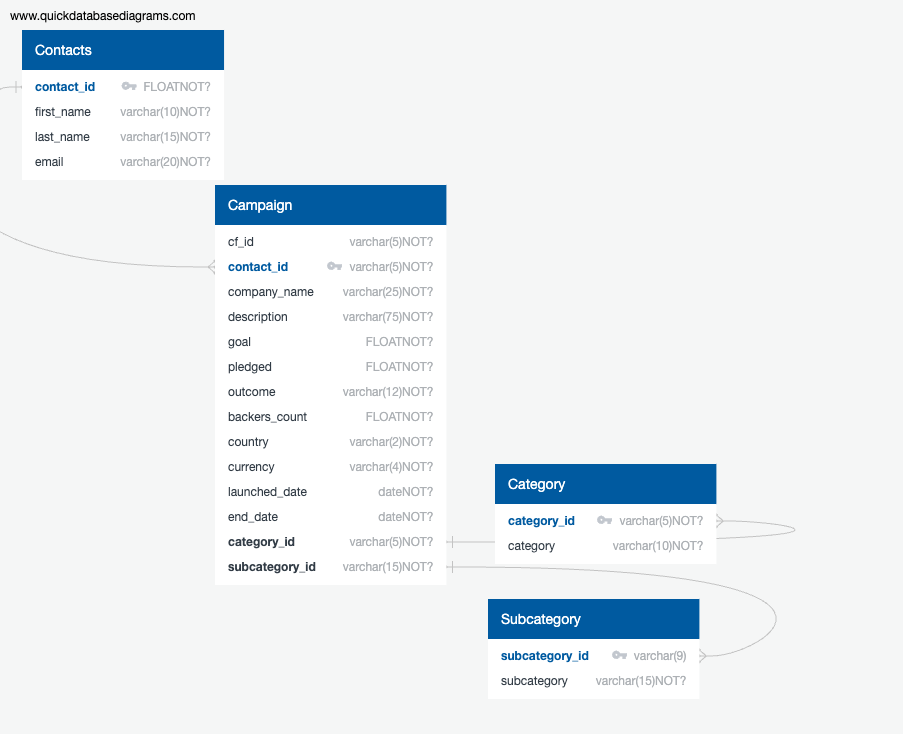 www.quickdatabasediagrams.com
Contacts
contact_id FLOATNOT?
first_name varchar(10)NOT?
last_name varchar(15)NOT?
email varchar(20)NOT?
Campaign
cf_id varchar(5)NOT?
contact_id varchar(5)NOT?
company_name varchar(25)NOT?
description varchar(75)NOT?
goal FLOATNOT?
pledged FLOATNOT?
outcome varchar(12)NOT?
backers_count FLOATNOT?
country varchar(2)NOT?
currency varchar(4)NOT?
launched_date dateNOT?
end_date dateNOT?
category_id varchar(5)NOT?
subcategory_id varchar(15)NOT?
Category
category_id varchar(5)NOT?
category varchar(10)NOT?
Subcategory
subcategory_id varchar(9)
subcategory varchar(15)NOT?